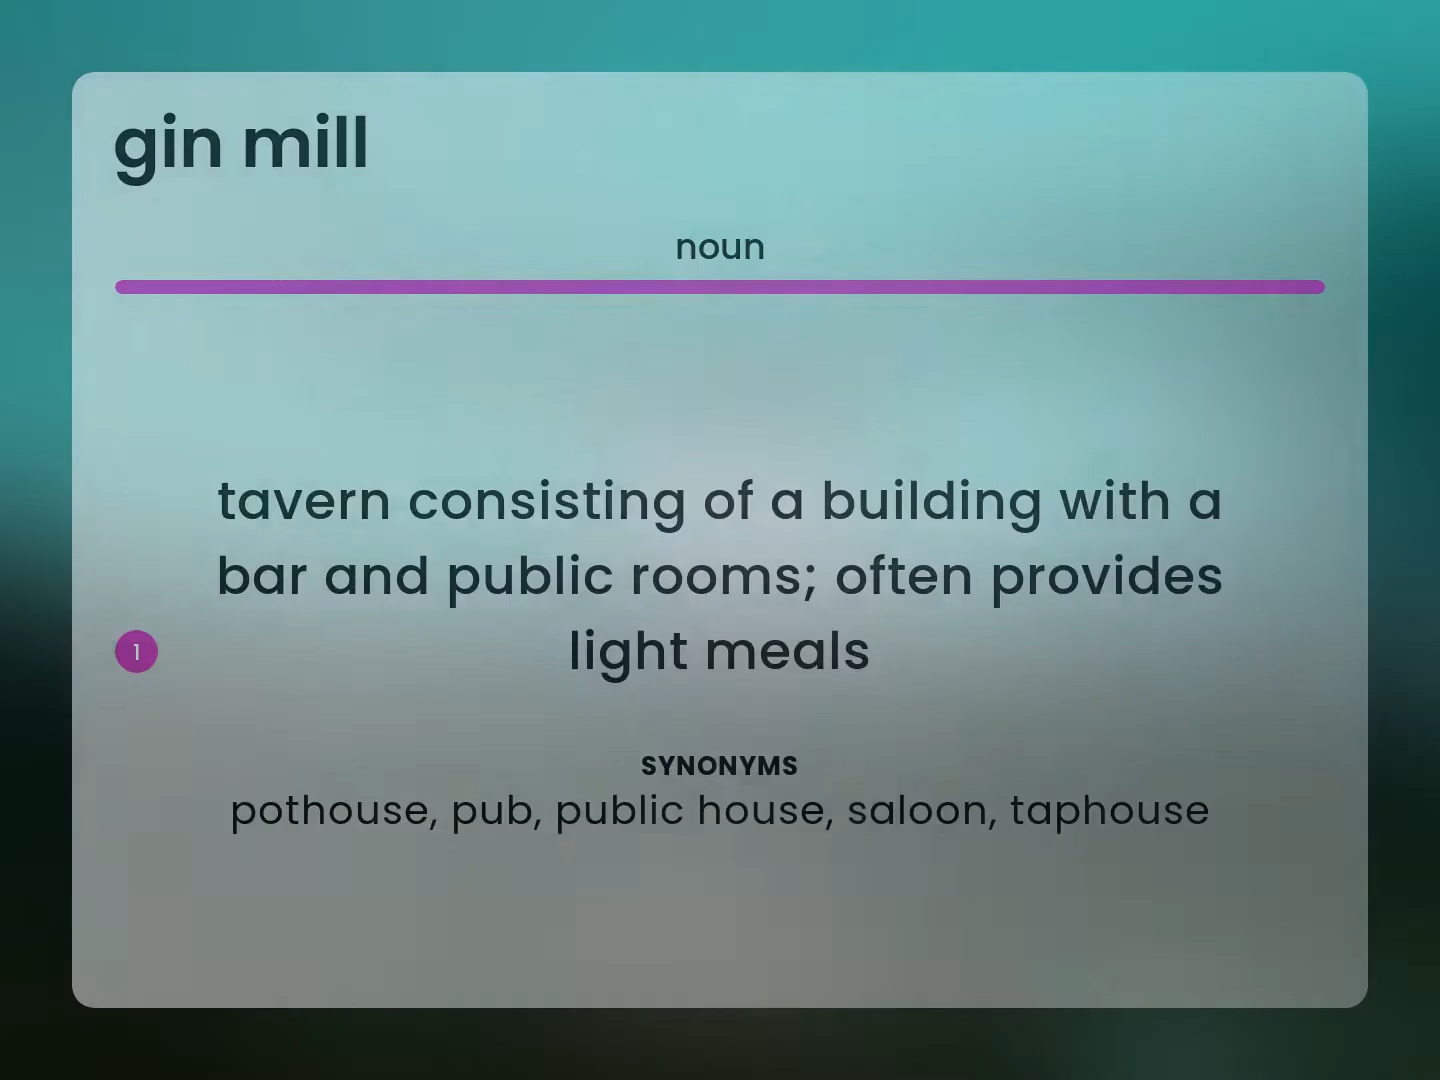 gin mill
noun
tavern consisting of a building with a
bar and public rooms; often provides
light meals
1
SYNONYMS
pothouse, pub, public house, saloon, taphouse